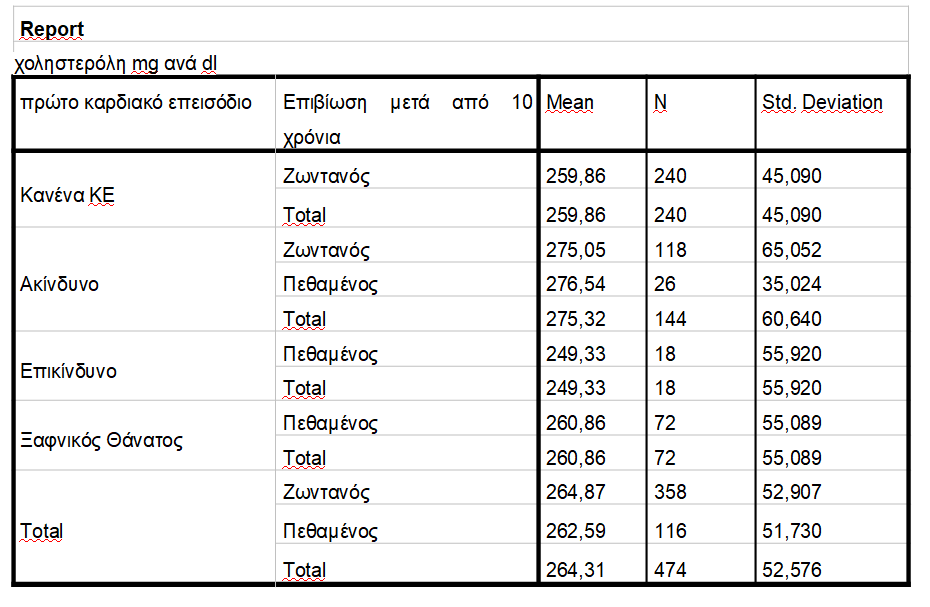 Report
χοληστερόλη mg ανά dl
πρώτο καρδιακό επεισόδιο Επιβίωση μετά από 10 Mean N Std. Deviation
χρόνια
Κανένα ΚΕ
Ζωντανός 259,86 240 45,090
Total 259,86 240 45,090
Ακίνδυνο
Ζωντανός 275,05 118 65,052
Πεθαμένος 276,54 26 35,024
Total 275,32 144 60,640
Επικίνδυνο
Πεθαμένος 249,33 18 55,920
Total 249,33 18 55,920
Ξαφνικός Θάνατος
Πεθαμένος 260,86 72 55,089
Total 260,86 72 55,089
Total
Ζωντανός 264,87 358 52,907
Πεθαμένος 262,59 116 51,730
Total 264,31 474 52,576